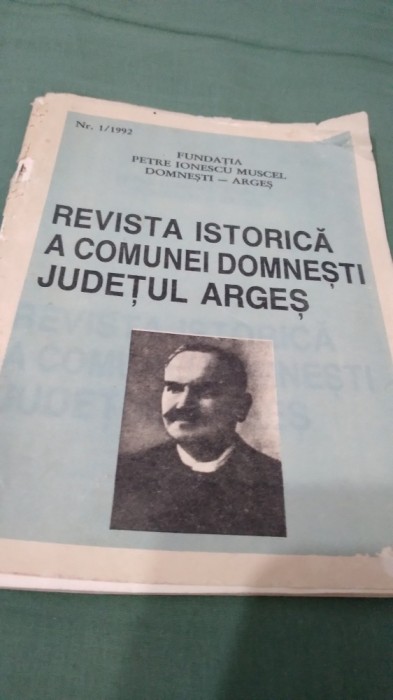 Nr. 1/1992
FUNDAȚIA
PETRE IONESCU MUSCEL
DOMNEȘTI — ARGEȘ
REVISTA ISTORICĂ
A COMUNEI DOMNEȘTI
JUDEȚUL ARGEȘ